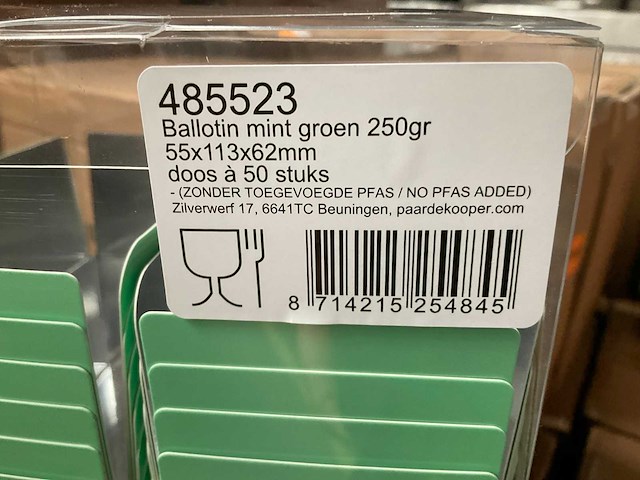 485523
Ballotin mint groen 250gr
55x113x62mm
doos à 50 stuks
- (ZONDER TOEGEVOEGDE PFAS / NO PFAS ADDED)
Zilverwerf 17, 6641TC Beuningen, paardekooper.com
8 714215 254845